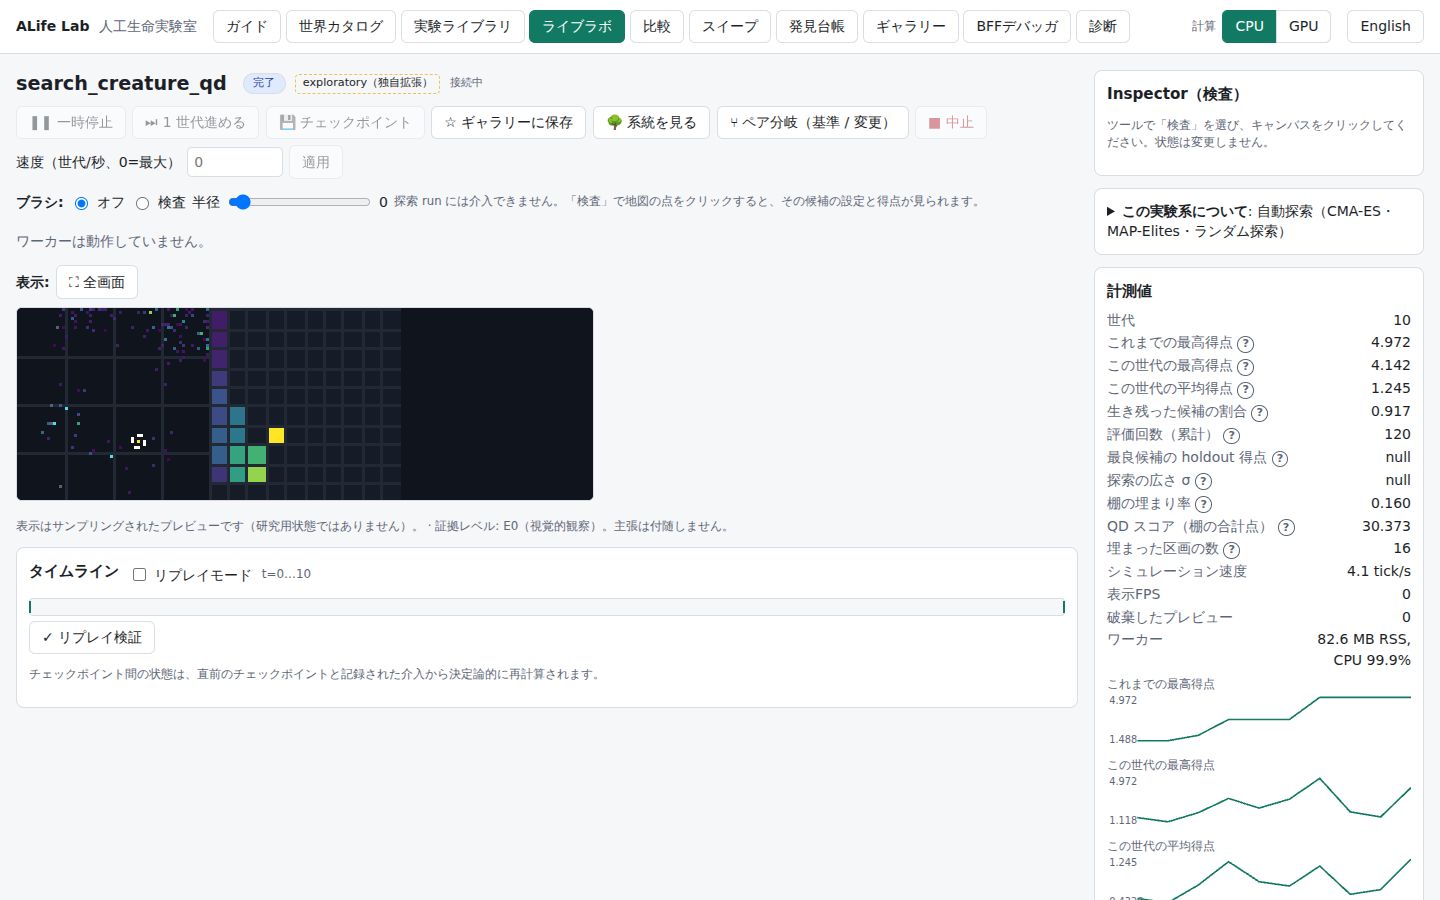 ALife Lab 人工生命実験室 ガイド 世界カタログ 実験ライブラリ ライブラボ 比較 スイープ 発見台帳 ギャラリー BFFデバッガ 診断 計算 CPU GPU English
search_creature_qd 完了 exploratory（独自拡張） 接続中
❚❚ 一時停止 ⏭ 1 世代進める 💾 チェックポイント ☆ ギャラリーに保存 🌳 系統を見る ⑂ ペア分岐（基準 / 変更） ■ 中止
速度（世代/秒、0=最大） 0 適用
ブラシ: オフ 検査 半径 0 探索 run には介入できません。「検査」で地図の点をクリックすると、その候補の設定と得点が見られます。
ワーカーは動作していません。
表示: ⛶ 全画面
表示はサンプリングされたプレビューです（研究用状態ではありません）。 · 証拠レベル: E0（視覚的観察）。主張は付随しません。
タイムライン リプレイモード t=0…10
✓ リプレイ検証
チェックポイント間の状態は、直前のチェックポイントと記録された介入から決定論的に再計算されます。
Inspector（検査）
ツールで「検査」を選び、キャンバスをクリックしてく
ださい。状態は変更しません。
▶ この実験系について: 自動探索（CMA-ES・
MAP-Elites・ランダム探索）
計測値
世代 10
これまでの最高得点 ? 4.972
この世代の最高得点 ? 4.142
この世代の平均得点 ? 1.245
生き残った候補の割合 ? 0.917
評価回数（累計） ? 120
最良候補の holdout 得点 ? null
探索の広さ σ ? null
棚の埋まり率 ? 0.160
QD スコア（棚の合計点） ? 30.373
埋まった区画の数 ? 16
シミュレーション速度 4.1 tick/s
表示FPS 0
破棄したプレビュー 0
ワーカー 82.6 MB RSS,
CPU 99.9%
これまでの最高得点
4.972
1.488
この世代の最高得点
4.972
1.118
この世代の平均得点
1.245